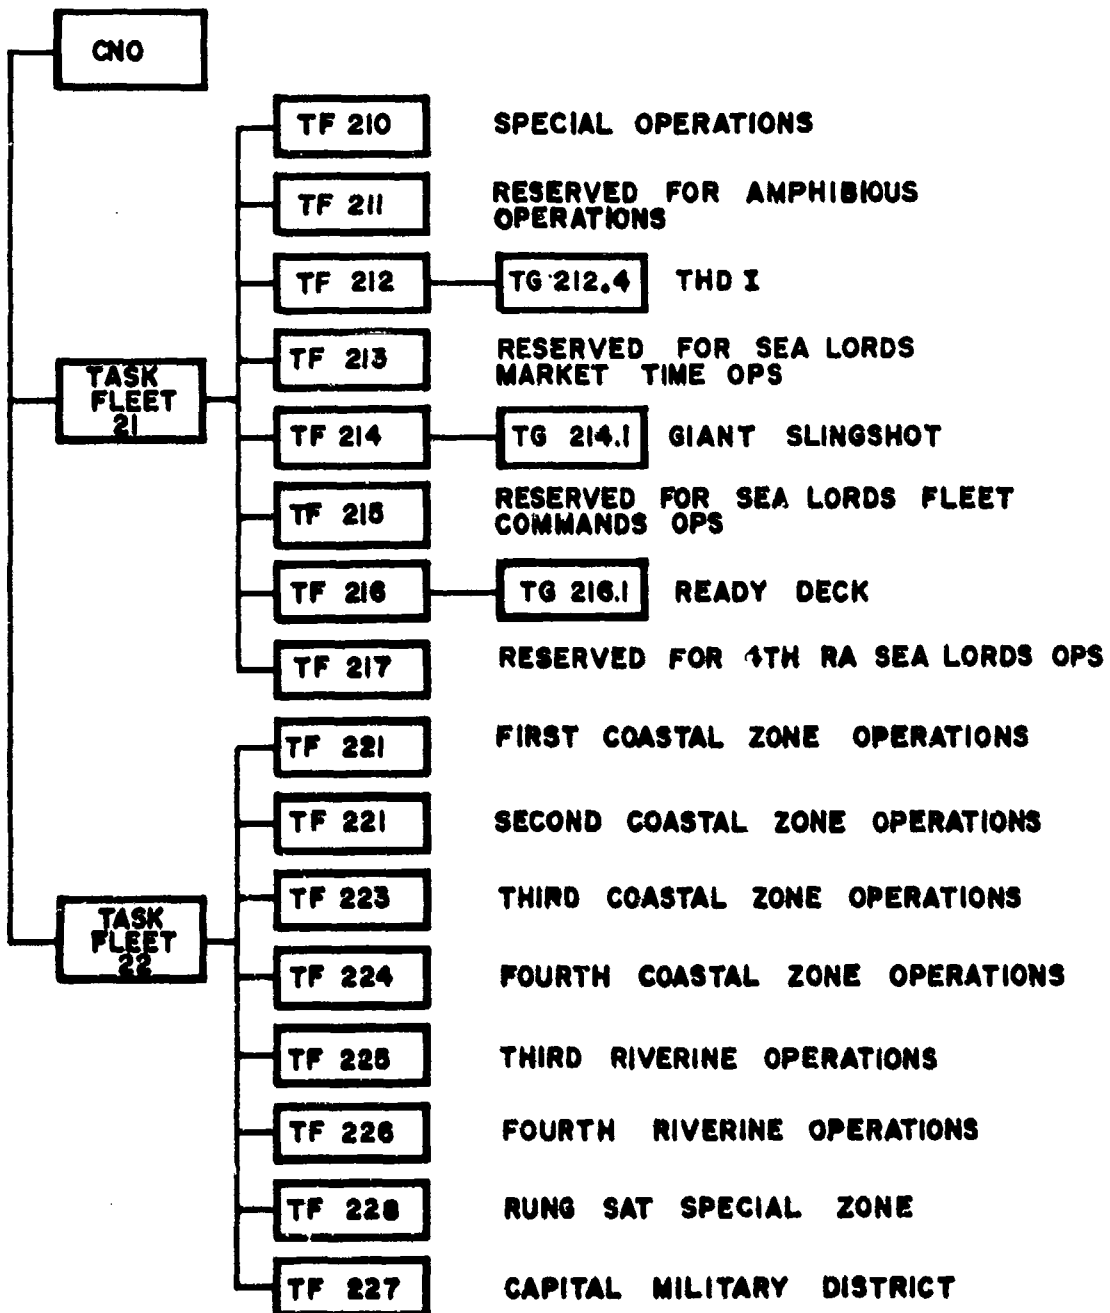 CNO
TF 210 SPECIAL OPERATIONS
TF 211 RESERVED FOR AMPHIBIOUS
OPERATIONS
TF 212 TG 212.4 THD I
TF 213 RESERVED FOR SEA LORDS
MARKET TIME OPS
TASK
FLEET
21
TF 214 TG 214.1 GIANT SLINGSHOT
TF 215 RESERVED FOR SEA LORDS FLEET
COMMANDS OPS
TF 216 TG 216.1 READY DECK
TF 217 RESERVED FOR 4TH RA SEA LORDS OPS
TF 221 FIRST COASTAL ZONE OPERATIONS
TF 221 SECOND COASTAL ZONE OPERATIONS
TF 223 THIRD COASTAL ZONE OPERATIONS
TASK
FLEET
22
TF 224 FOURTH COASTAL ZONE OPERATIONS
TF 225 THIRD RIVERINE OPERATIONS
TF 226 FOURTH RIVERINE OPERATIONS
TF 228 RUNG SAT SPECIAL ZONE
TF 227 CAPITAL MILITARY DISTRICT